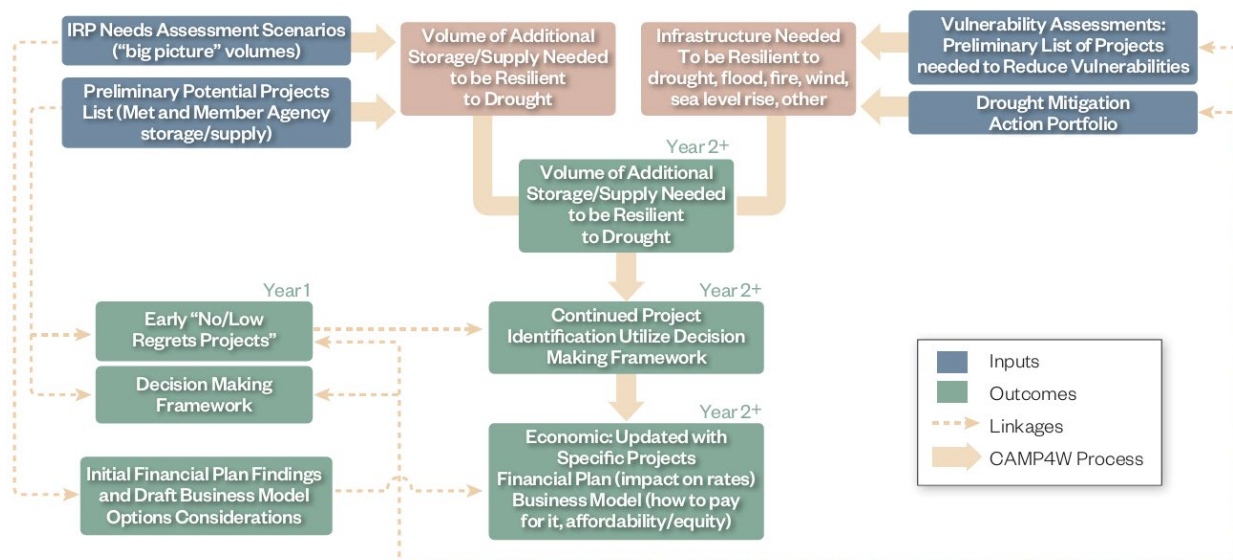 IRP Needs Assessment Scenarios
(“big picture” volumes)
Preliminary Potential Projects
List (Met and Member Agency
storage/supply)
Volume of Additional
Storage/Supply Needed
to be Resilient
to Drought
Infrastructure Needed
To be Resilient to
drought, flood, fire, wind,
sea level rise, other
Vulnerability Assessments:
Preliminary List of Projects
needed to Reduce Vulnerabilities
Drought Mitigation
Action Portfolio
Year 2+
Volume of Additional
Storage/Supply Needed
to be Resilient
to Drought
Year 1
Early “No/Low
Regrets Projects”
Decision Making
Framework
Year 2+
Continued Project
Identification Utilize Decision
Making Framework
Initial Financial Plan Findings
and Draft Business Model
Options Considerations
Year 2+
Economic: Updated with
Specific Projects
Financial Plan (impact on rates)
Business Model (how to pay
for it, affordability/equity)
Inputs
Outcomes
Linkages
CAMP4W Process